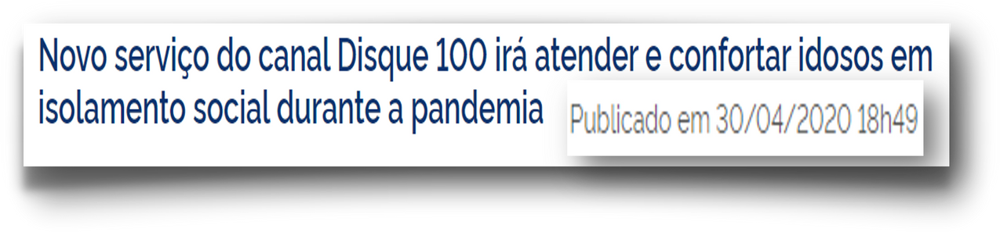 Novo serviço do canal Disque 100 irá atender e confortar idosos em
isolamento social durante a pandemia
Publicado em 30/04/2020 18h49